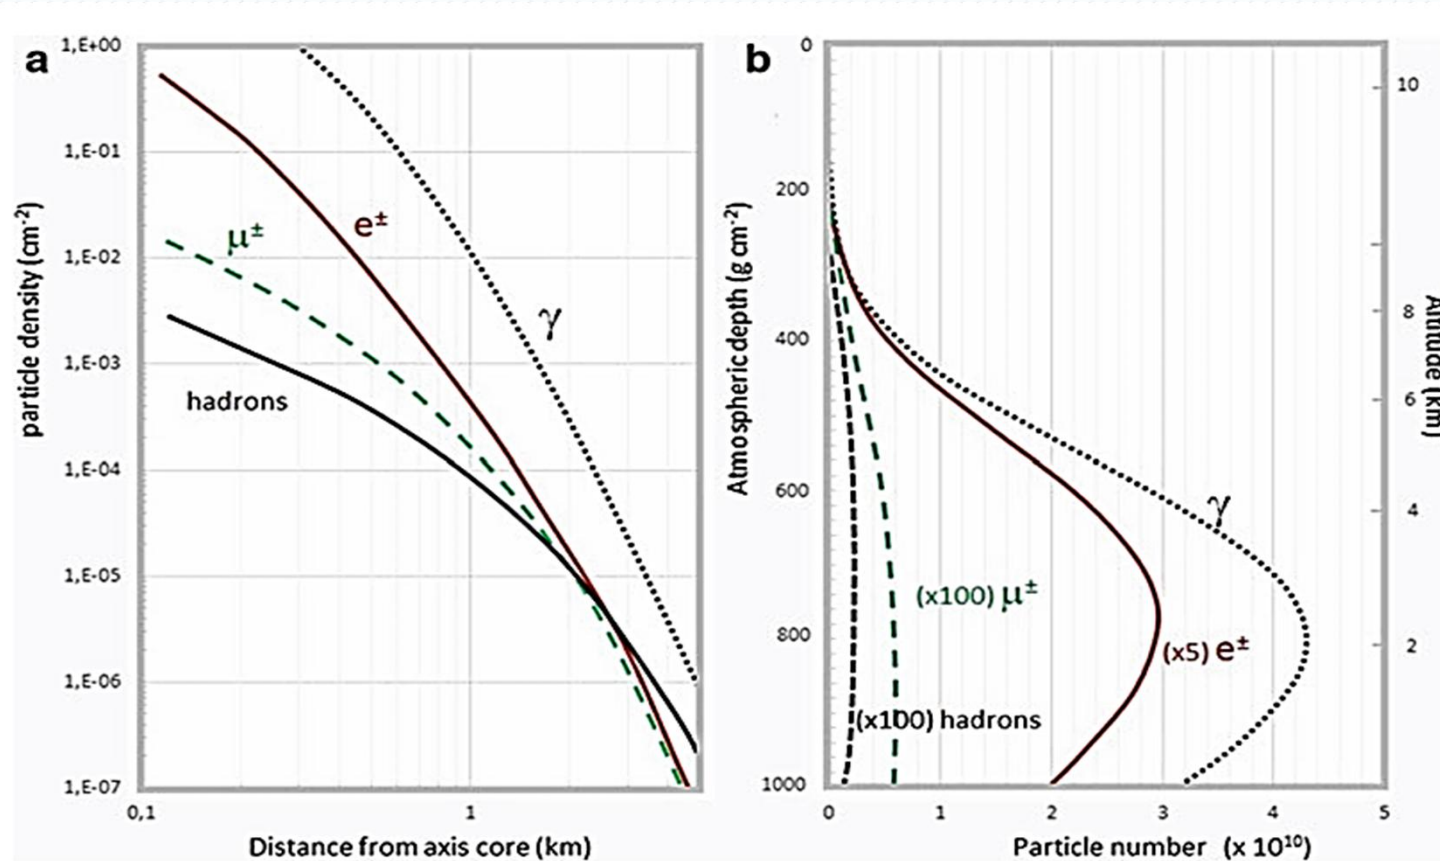 a
1,E+00
1,E-01
1,E-02
1,E-03
1,E-04
1,E-05
1,E-06
1,E-07
particle density (cm⁻²)
μ±
e±
γ
hadrons
0,1
1
Distance from axis core (km)
b
0
200
400
600
800
1000
Atmospheric depth (g cm⁻²)
γ
(x100) μ±
(x5) e±
(x100) hadrons
10
8
6
4
2
Altitude (km)
0
1
2
3
4
5
Particle number (x 10¹⁰)